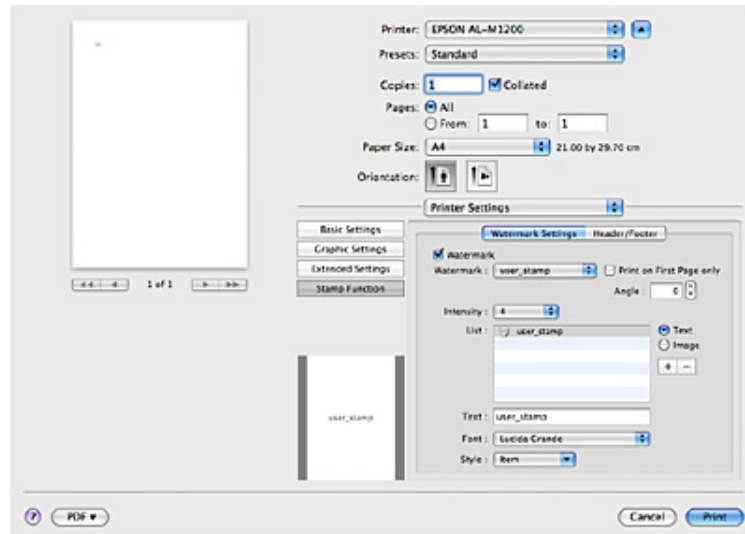 Printer: EPSON AL-M1200
Presets: Standard
Copies: 1 Collated
Pages: All
From: 1 to: 1
Paper Size: A4 21.00 by 29.70 cm
Orientation:
Printer Settings
Basic Settings
Graphic Settings
Extended Settings
Stamp Function
1 of 1
Watermark Settings Header/Footer
Watermark
Watermark : user_stamp Print on First Page only
Angle : 0
Intensity : 4
List : user_stamp
Text
Image
+ -
user_stamp
Text : user_stamp
Font : Lucida Grande
Style : Item
? PDF ▼ Cancel Print